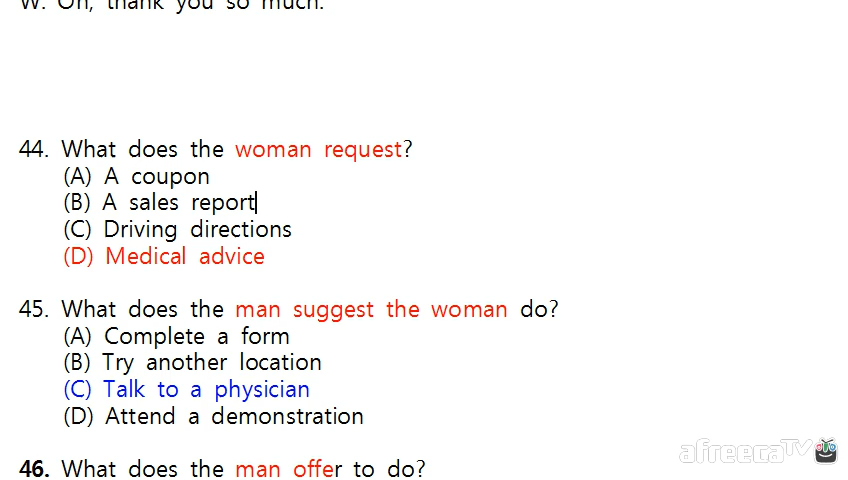 W. Oh, thank you so much.
44. What does the woman request?
(A) A coupon
(B) A sales report
(C) Driving directions
(D) Medical advice
45. What does the man suggest the woman do?
(A) Complete a form
(B) Try another location
(C) Talk to a physician
(D) Attend a demonstration
46. What does the man offer to do?
afreecaTV